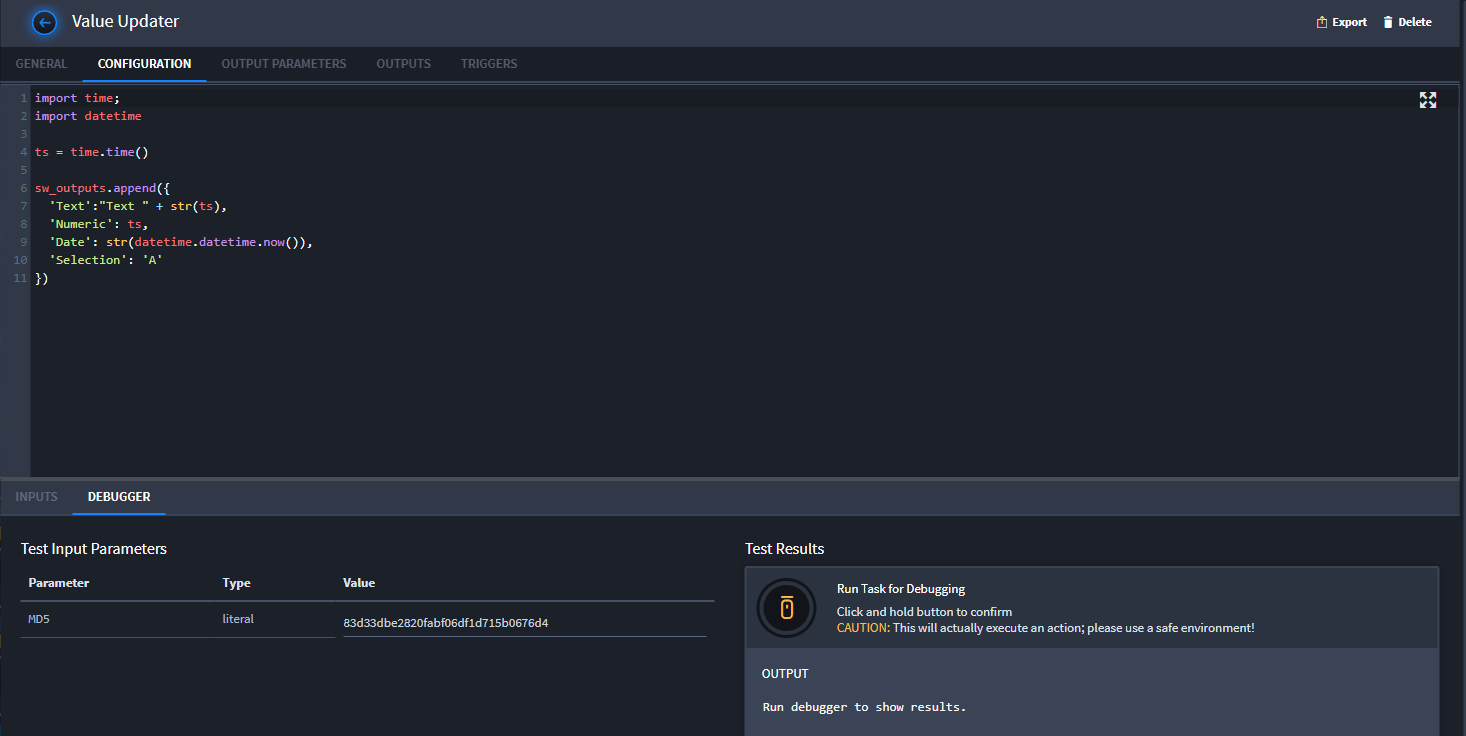 Value Updater
Export
Delete
GENERAL
CONFIGURATION
OUTPUT PARAMETERS
OUTPUTS
TRIGGERS
1 import time;
2 import datetime
3
4 ts = time.time()
5
6 sw_outputs.append({
7 'Text':"Text " + str(ts),
8 'Numeric': ts,
9 'Date': str(datetime.datetime.now()),
10 'Selection': 'A'
11 })
INPUTS
DEBUGGER
Test Input Parameters
Parameter Type Value
MD5 literal 83d33dbe2820fabf06df1d715b0676d4
Test Results
Run Task for Debugging
Click and hold button to confirm
CAUTION: This will actually execute an action; please use a safe environment!
OUTPUT
Run debugger to show results.